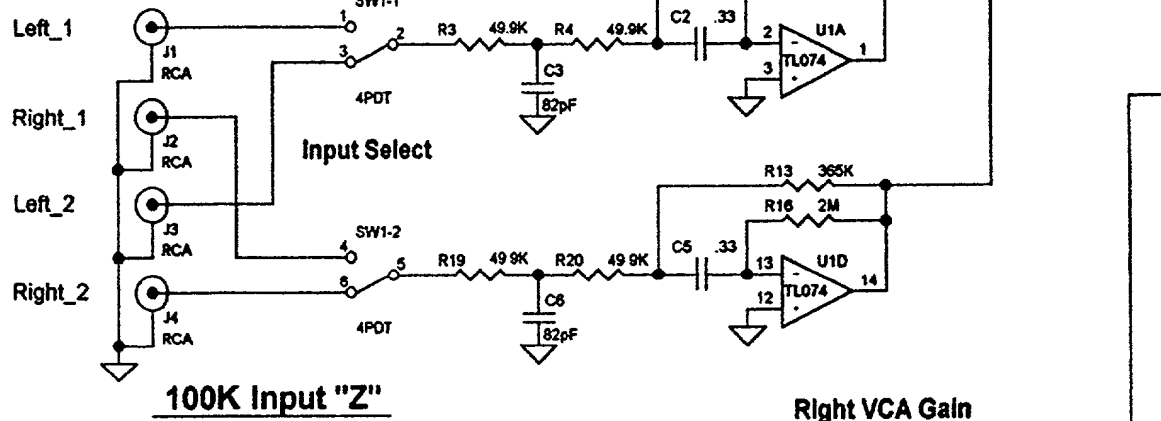 SW1-1
Left_1
J1
RCA
1
2
3
4PDT
R3 49.9K
R4 49.9K
C3
82pF
C2 .33
2
3
1
U1A
TL074
-
+
Right_1
J2
RCA
Input Select
Left_2
J3
RCA
SW1-2
4
5
6
4PDT
R19 49 9K
R20 49 9K
C6
82pF
R13 365K
R16 2M
C5 .33
13
12
14
U1D
TL074
-
+
Right_2
J4
RCA
100K Input "Z"
Right VCA Gain